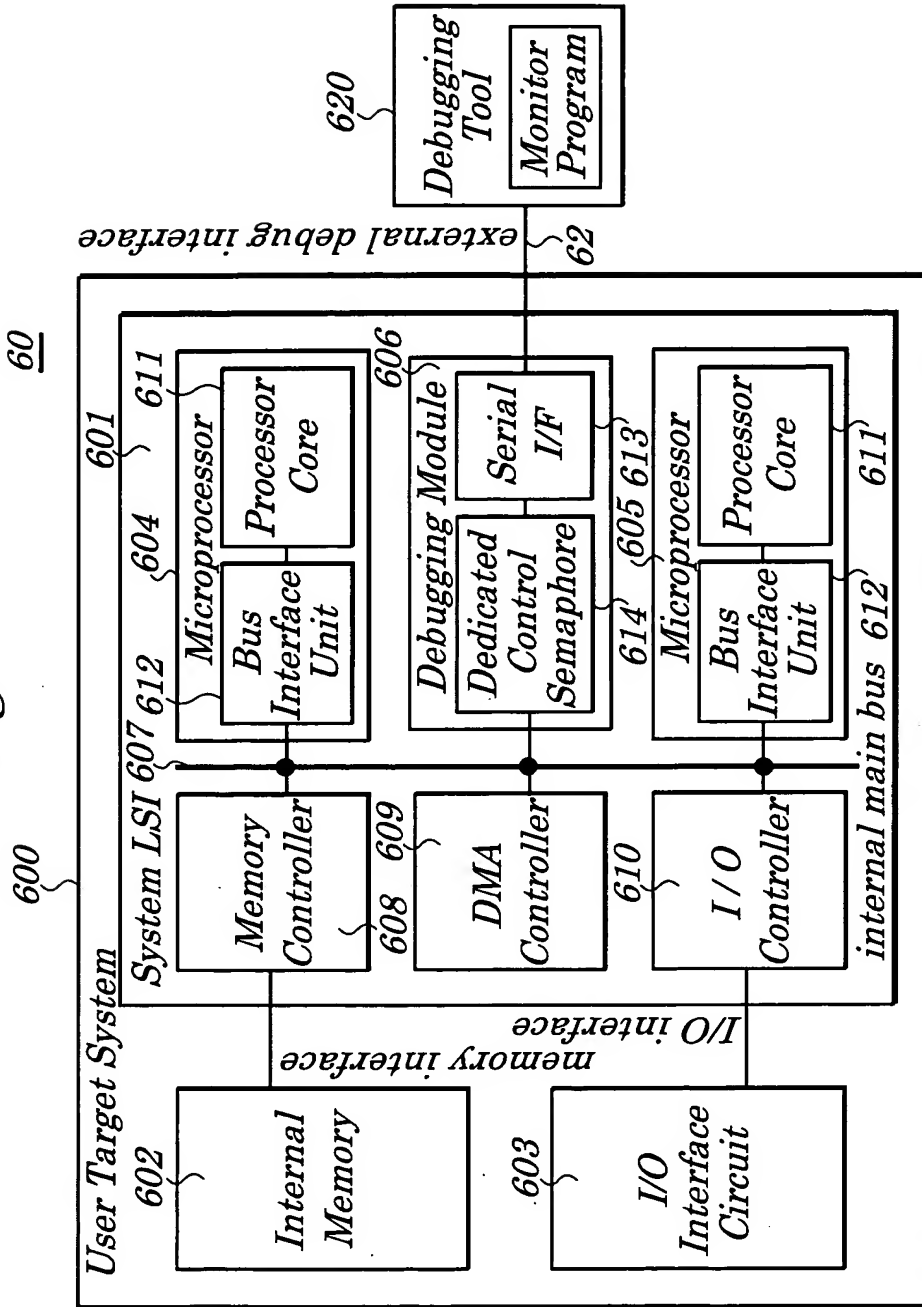 60
600
User Target System
601
System LSI
607
602
Internal
Memory
603
I/O
Interface
Circuit
memory interface
I/O interface
Memory
Controller
608
DMA
Controller
609
I/O
Controller
610
internal main bus
604
Microprocessor
612
Bus
Interface
Unit
611
Processor
Core
Debugging Module
606
Dedicated
Control
Semaphore
614
Serial
I/F
613
605
Microprocessor
Bus
Interface
Unit
612
Processor
Core
611
external debug interface
62
620
Debugging
Tool
Monitor
Program